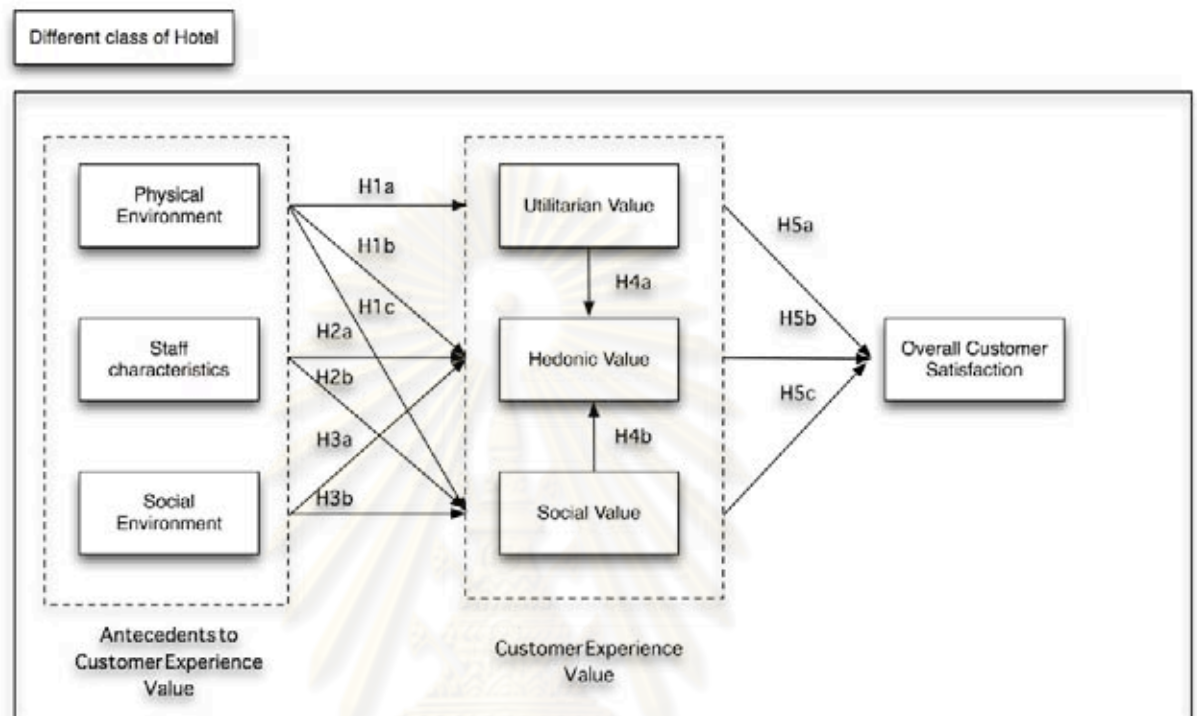 Different class of Hotel
Physical
Environment
H1a
Utilitarian Value
H5a
H1b
H4a
H1c
H5b
Staff
characteristics
H2a
Hedonic Value
Overall Customer
Satisfaction
H2b
H5c
H3a
H4b
Social
Environment
H3b
Social Value
Antecedents to
Customer Experience
Value
Customer Experience
Value